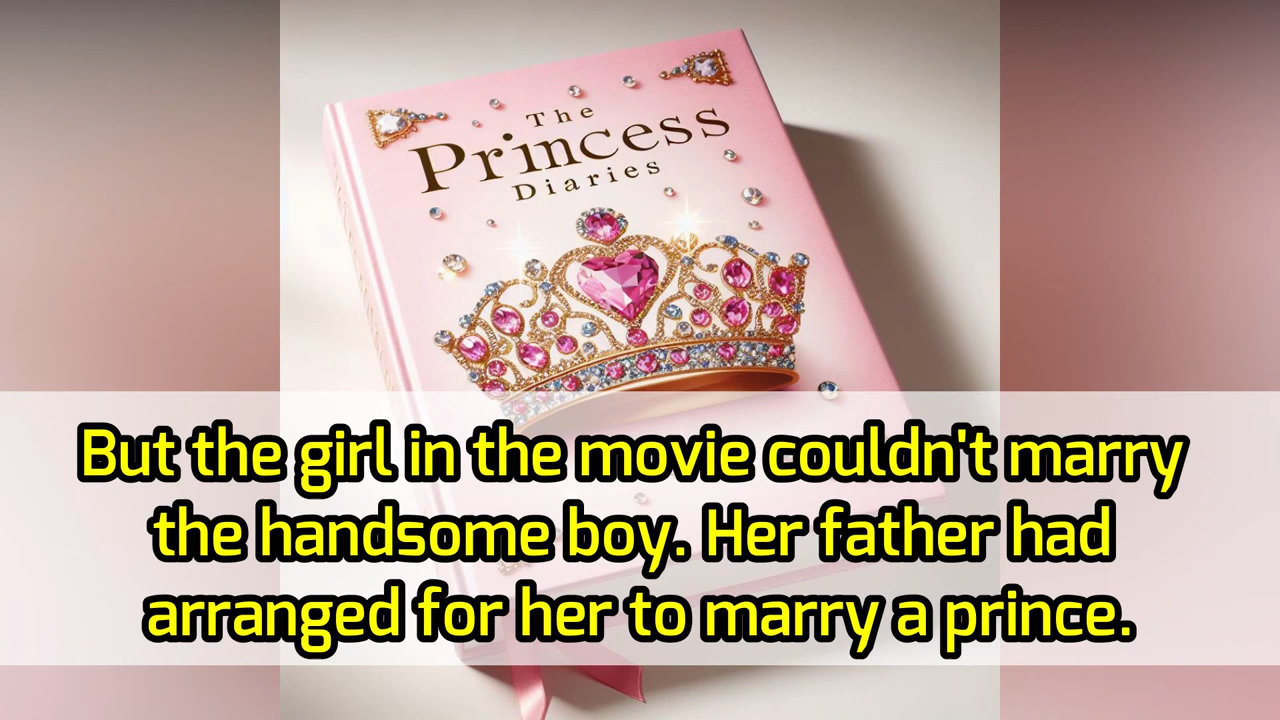 The
Princess
Diaries
But the girl in the movie couldn't marry
the handsome boy. Her father had
arranged for her to marry a prince.